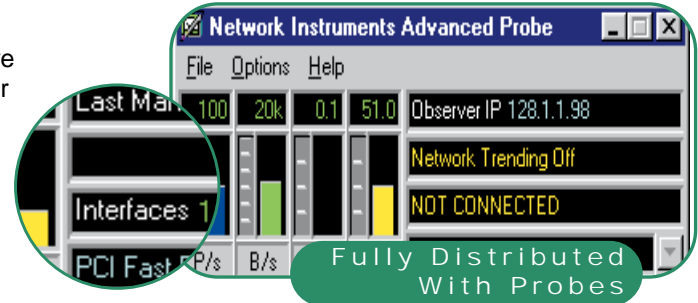 Network Instruments Advanced Probe
File Options Help
100 20k 0.1 51.0 Observer IP 128.1.1.98
Network Trending Off
NOT CONNECTED
P/s B/s
Last Mar
Interfaces 1
PCI Fast
Fully Distributed
With Probes